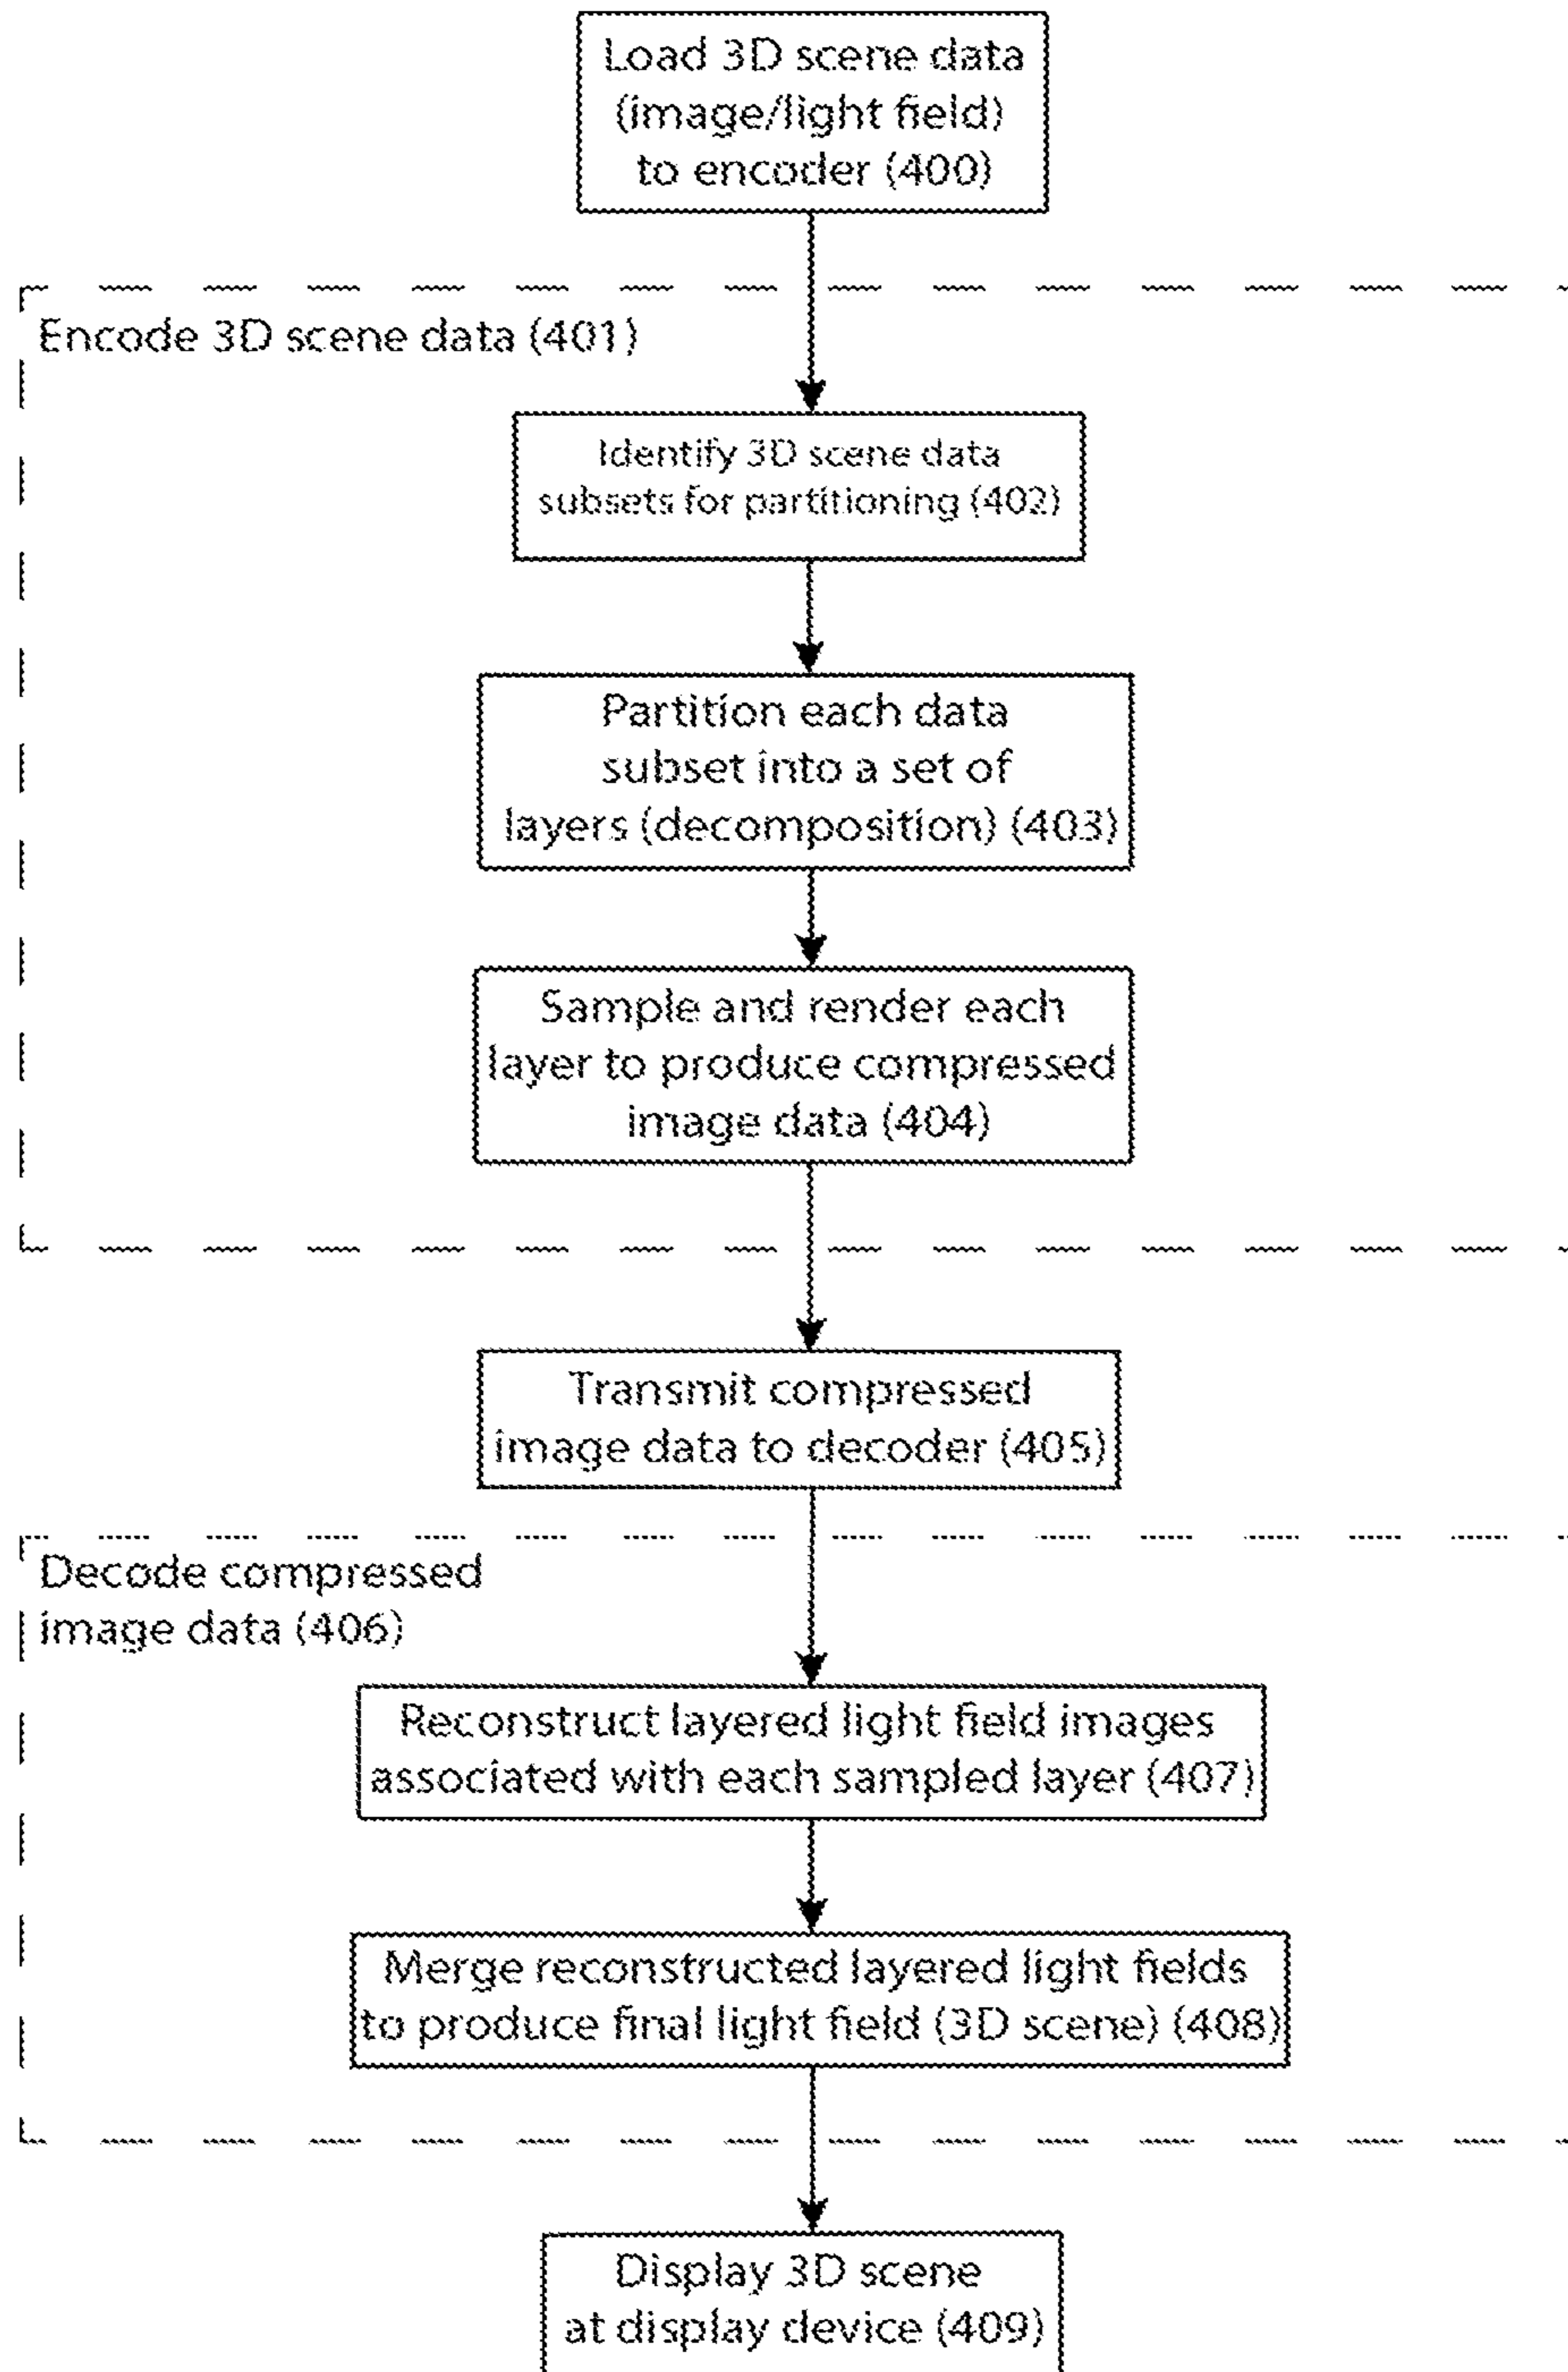 Load 3D scene data
(image/light field)
to encoder (400)
Encode 3D scene data (401)
Identify 3D scene data
subsets for partitioning (402)
Partition each data
subset into a set of
layers (decomposition) (403)
Sample and render each
layer to produce compressed
image data (404)
Transmit compressed
image data to decoder (405)
Decode compressed
image data (406)
Reconstruct layered light field images
associated with each sampled layer (407)
Merge reconstructed layered light fields
to produce final light field (3D scene) (408)
Display 3D scene
at display device (409)